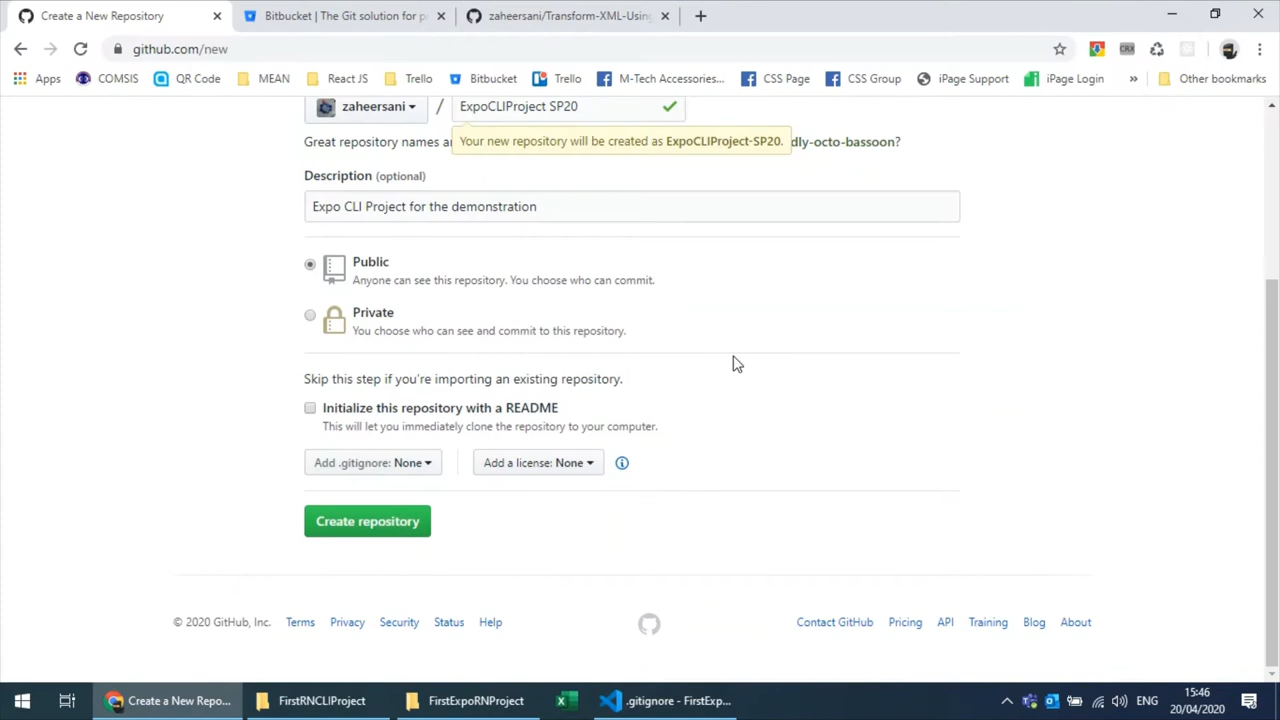 Create a New Repository
Bitbucket | The Git solution for p
zaheersani/Transform-XML-Using
github.com/new
Apps
COMSIS
QR Code
MEAN
React JS
Trello
Bitbucket
Trello
M-Tech Accessories...
CSS Page
CSS Group
iPage Support
iPage Login
»
Other bookmarks
zaheersani / ExpoCLIProject SP20
Your new repository will be created as ExpoCLIProject-SP20.
Great repository names a dly-octo-bassoon?
Description (optional)
Expo CLI Project for the demonstration
Public
Anyone can see this repository. You choose who can commit.
Private
You choose who can see and commit to this repository.
Skip this step if you're importing an existing repository.
Initialize this repository with a README
This will let you immediately clone the repository to your computer.
Add .gitignore: None
Add a license: None
Create repository
© 2020 GitHub, Inc.
Terms
Privacy
Security
Status
Help
Contact GitHub
Pricing
API
Training
Blog
About
Create a New Repo...
FirstRNCLIProject
FirstExpoRNProject
.gitignore - FirstExp...
ENG
15:46
20/04/2020